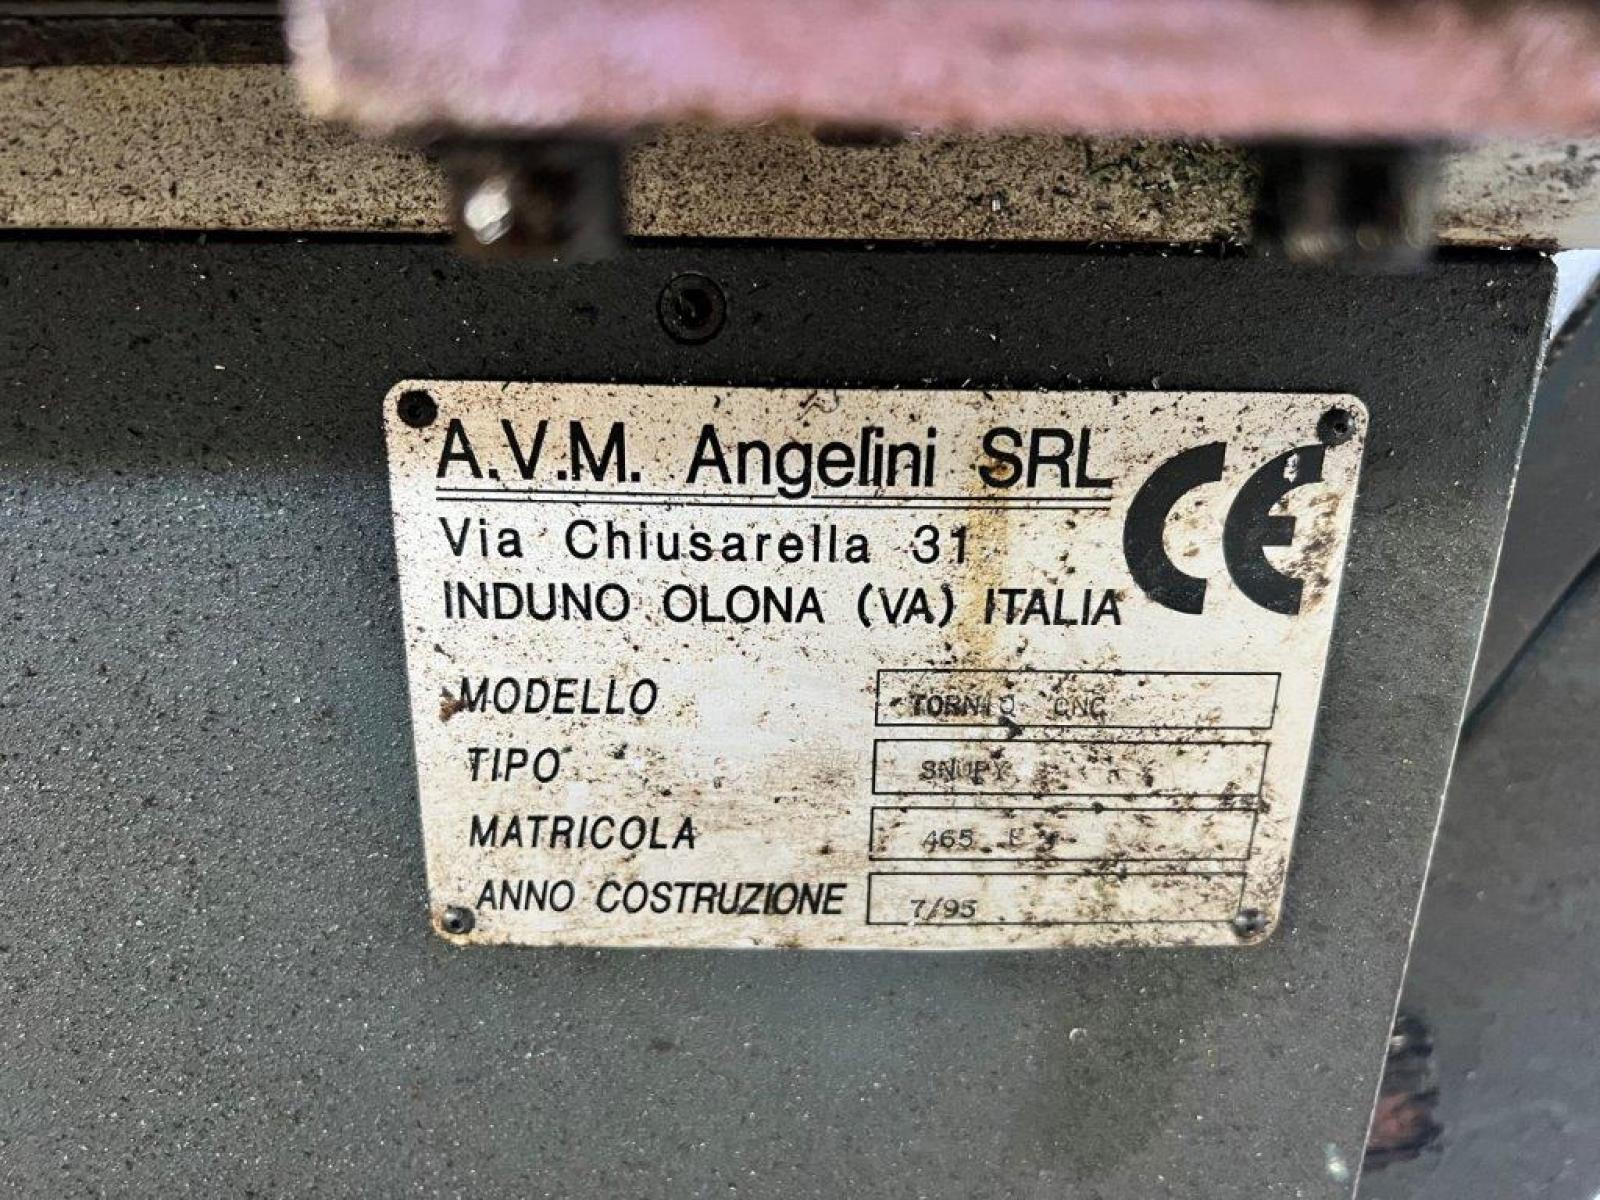 A.V.M. Angelini SRL
CE
Via Chiusarella 31
INDUNO OLONA (VA) ITALIA
MODELLO TORNIO CNC
TIPO SNUPY
MATRICOLA 465
ANNO COSTRUZIONE 7/95